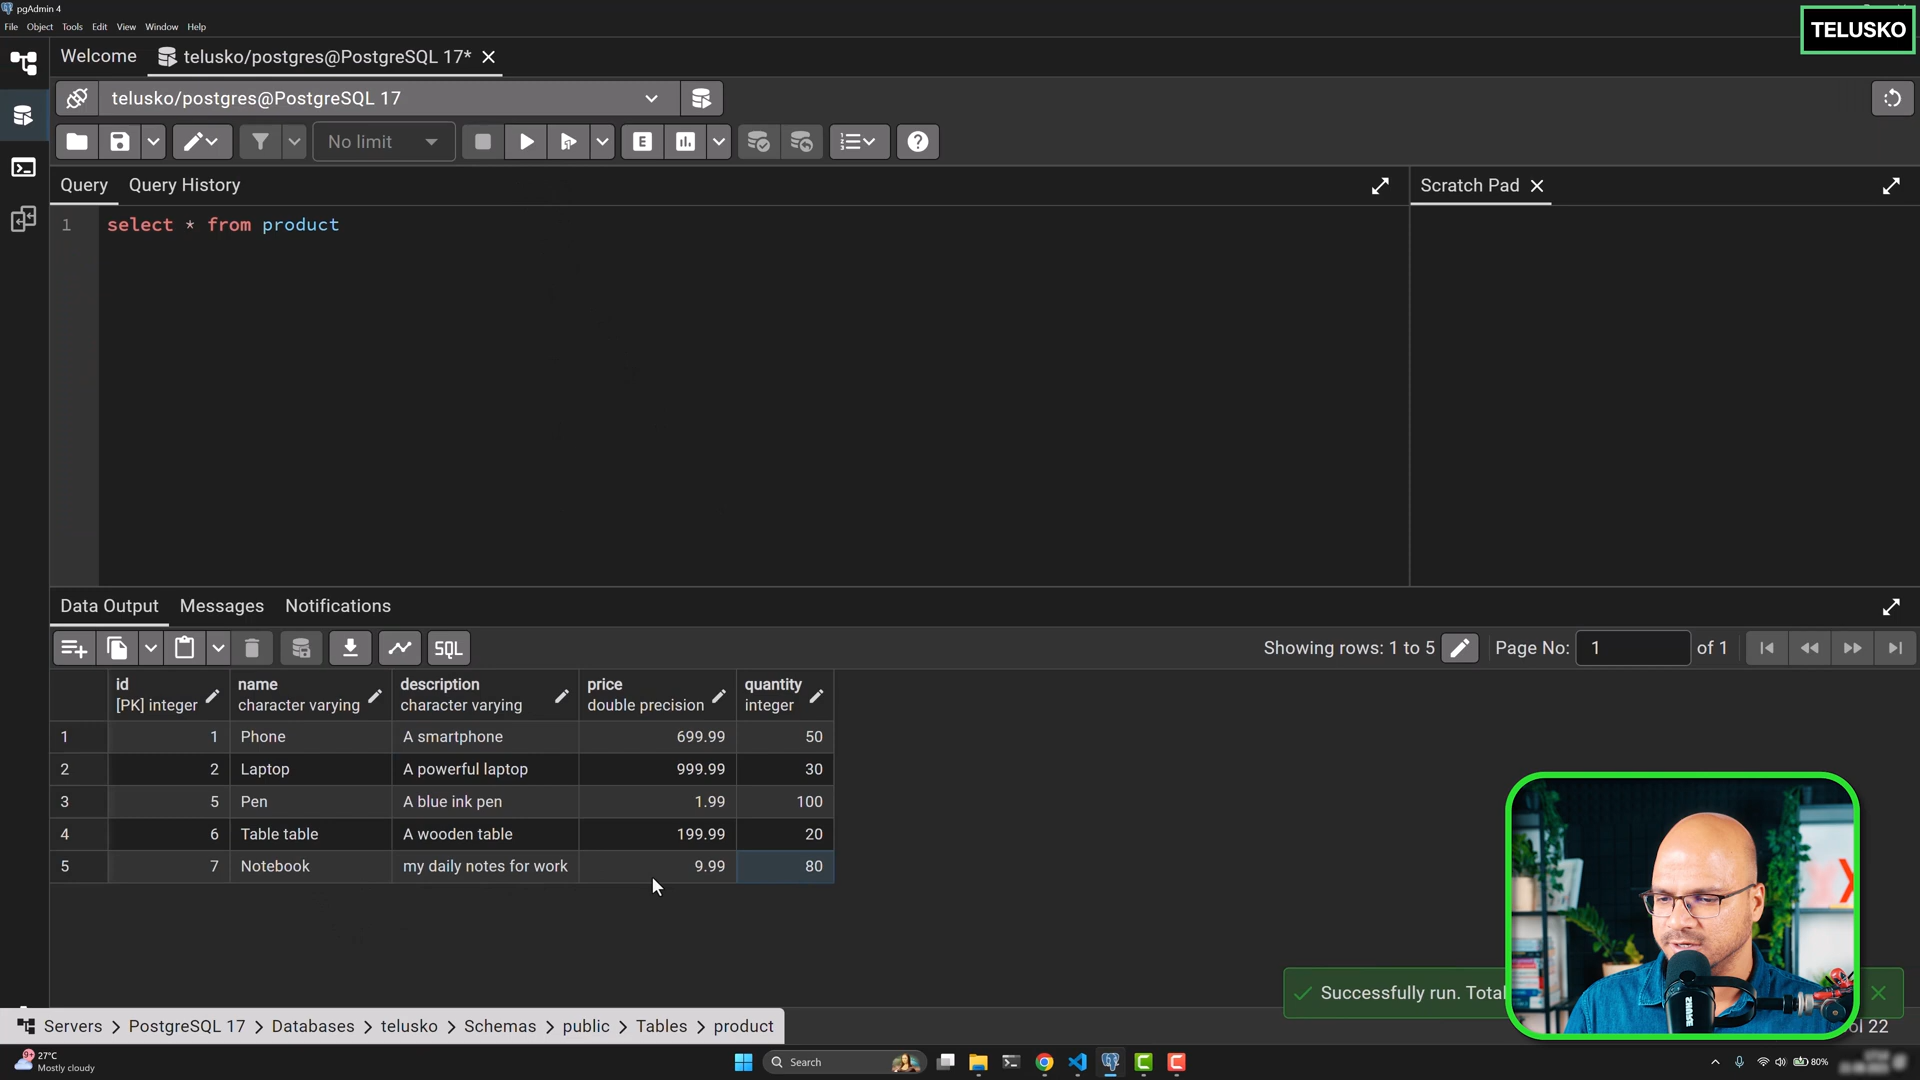 pgAdmin 4
File Object Tools Edit View Window Help
TELUSKO
Welcome telusko/postgres@PostgreSQL 17*
telusko/postgres@PostgreSQL 17
No limit
E
Query Query History Scratch Pad
1 select * from product
Data Output Messages Notifications
SQL Showing rows: 1 to 5 Page No: 1 of 1
id name description price quantity
[PK] integer character varying character varying double precision integer
1 1 Phone A smartphone 699.99 50
2 2 Laptop A powerful laptop 999.99 30
3 5 Pen A blue ink pen 1.99 100
4 6 Table table A wooden table 199.99 20
5 7 Notebook my daily notes for work 9.99 80
Successfully run. Total
SHURE
Servers > PostgreSQL 17 > Databases > telusko > Schemas > public > Tables > product
22
27°C
Mostly cloudy
Search
80%